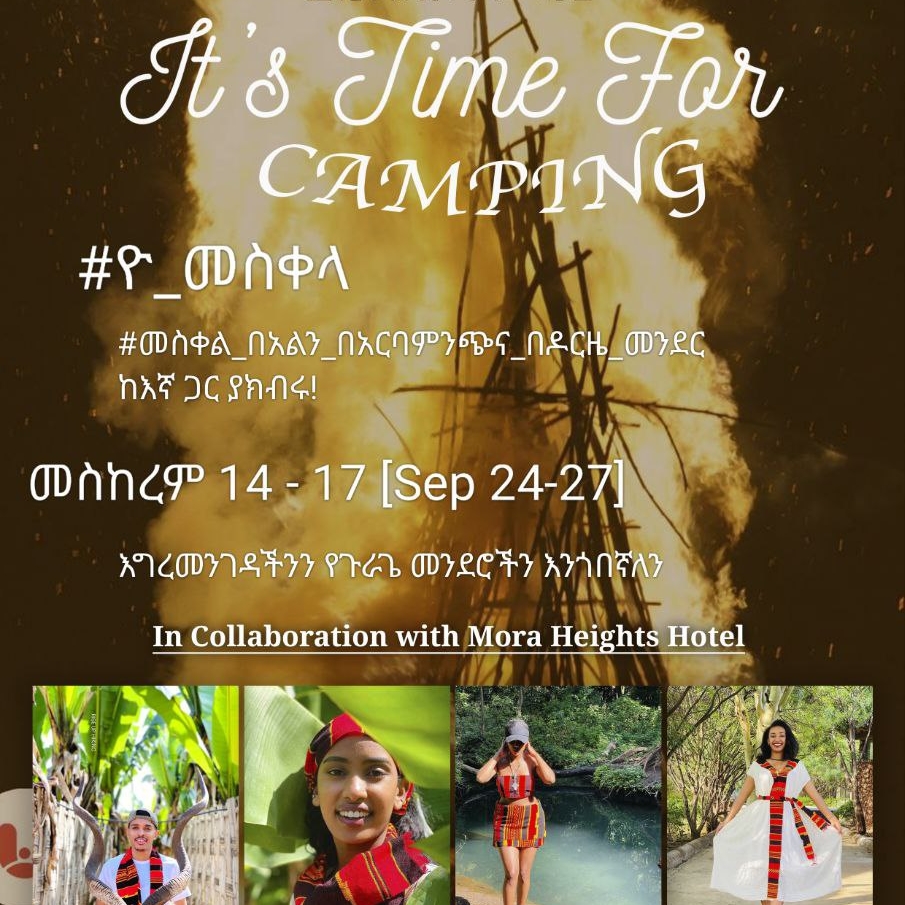 It's Time For
CAMPING
#ዮ_መስቀላ
#መስቀል_በአልን_በአርባምንጭና_በዶርዜ_መንደር
ከእኛ ጋር ያክብሩ!
መስከረም 14 - 17 [Sep 24-27]
እግረመንገዳችንን የጉራጌ መንደሮችን እንጎበኛለን
In Collaboration with Mora Heights Hotel